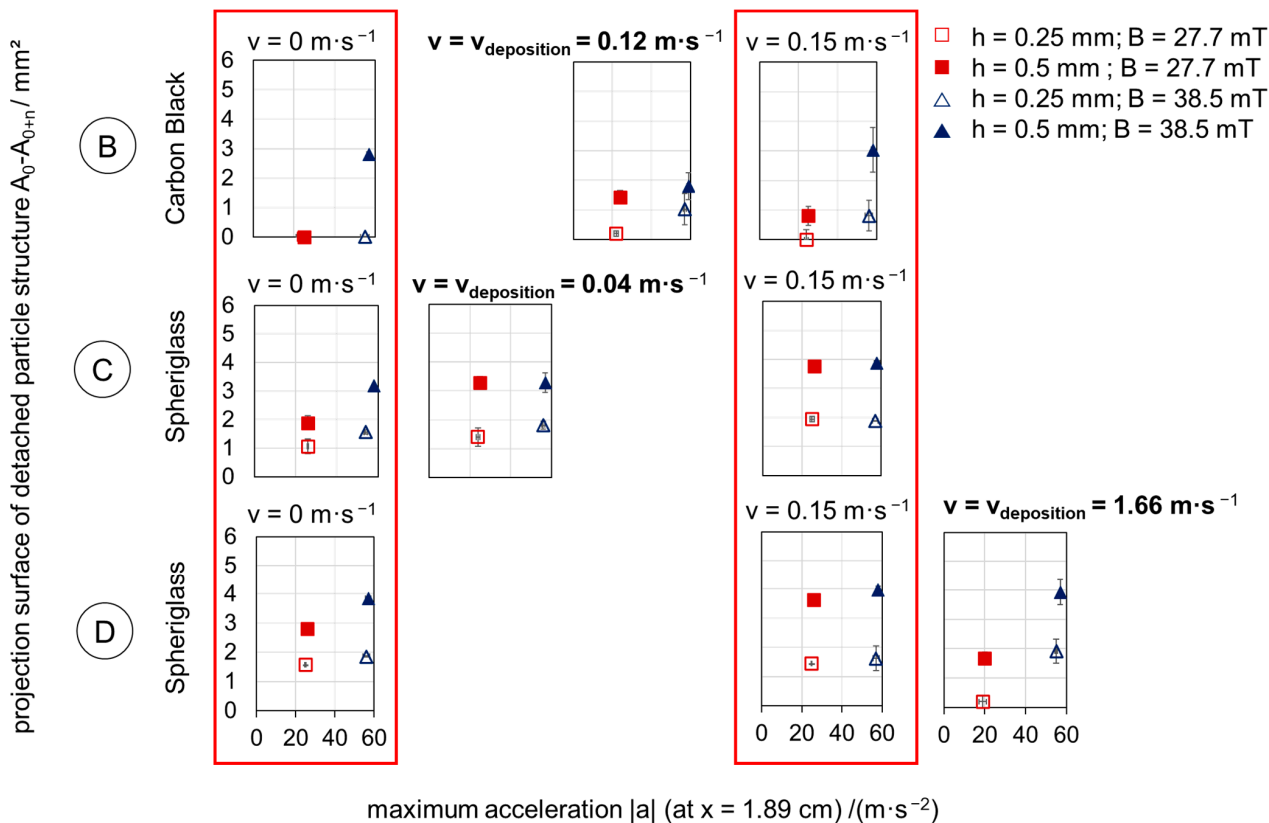 projection surface of detached particle structure A₀-A₀₊ₙ / mm²
v = 0 m·s⁻¹
v = v_deposition = 0.12 m·s⁻¹
v = 0.15 m·s⁻¹
h = 0.25 mm; B = 27.7 mT
h = 0.5 mm ; B = 27.7 mT
h = 0.25 mm; B = 38.5 mT
h = 0.5 mm; B = 38.5 mT
B
Carbon Black
6
5
4
3
2
1
0
v = 0 m·s⁻¹
v = v_deposition = 0.04 m·s⁻¹
v = 0.15 m·s⁻¹
C
Spheriglass
6
5
4
3
2
1
0
v = 0 m·s⁻¹
v = 0.15 m·s⁻¹
v = v_deposition = 1.66 m·s⁻¹
D
Spheriglass
6
5
4
3
2
1
0
0 20 40 60
0 20 40 60
0 20 40 60
maximum acceleration |a| (at x = 1.89 cm) /(m·s⁻²)